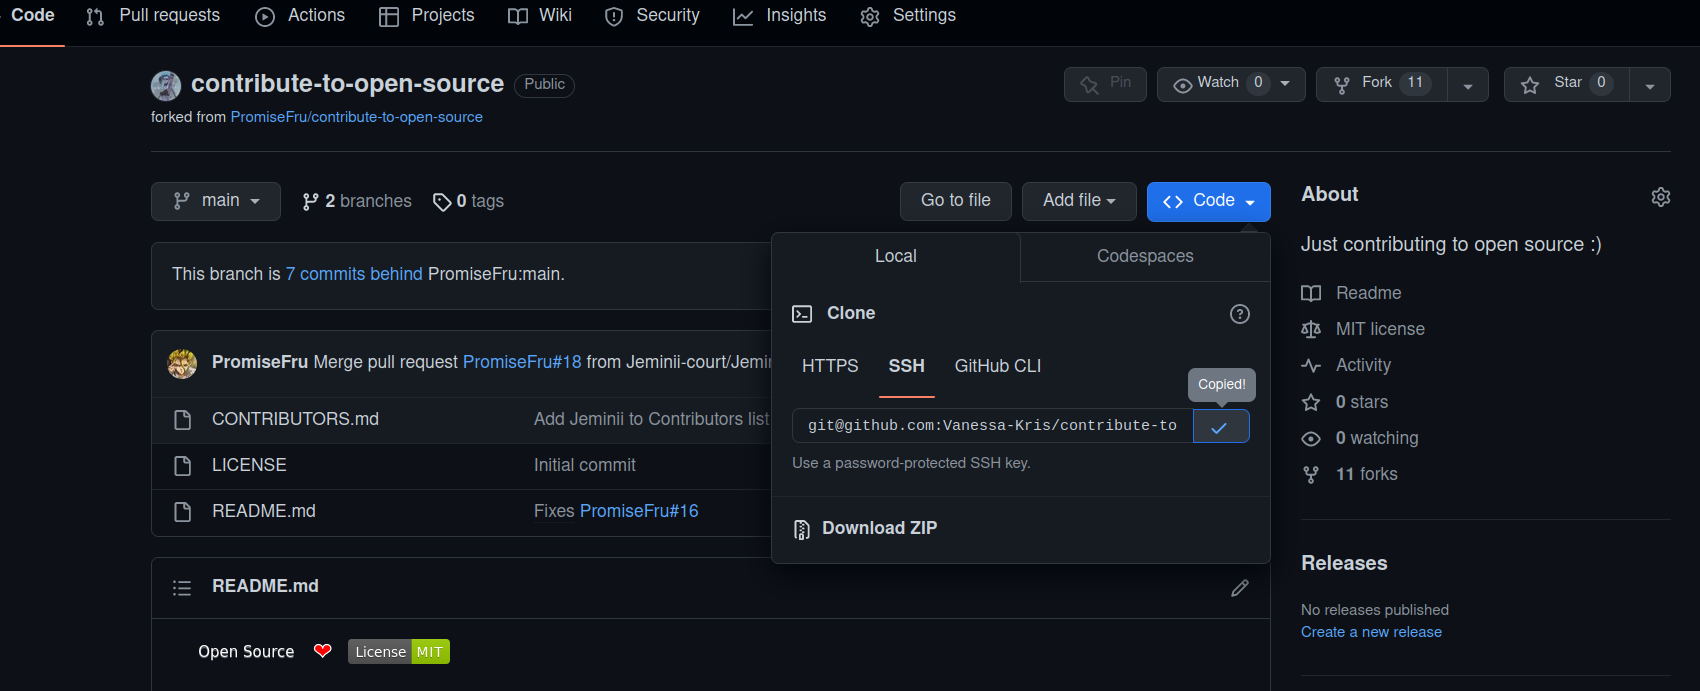 Code Pull requests Actions Projects Wiki Security Insights Settings
contribute-to-open-source Public
Pin Watch 0 Fork 11 Star 0
forked from PromiseFru/contribute-to-open-source
main 2 branches 0 tags Go to file Add file Code
This branch is 7 commits behind PromiseFru:main.
PromiseFru Merge pull request PromiseFru#18 from Jeminii-court/Jemin
CONTRIBUTORS.md Add Jeminii to Contributors list
LICENSE Initial commit
README.md Fixes PromiseFru#16
Local Codespaces
Clone
HTTPS SSH GitHub CLI
Copied!
git@github.com:Vanessa-Kris/contribute-to
Use a password-protected SSH key.
Download ZIP
README.md
Open Source License MIT
About
Just contributing to open source :)
Readme
MIT license
Activity
0 stars
0 watching
11 forks
Releases
No releases published
Create a new release